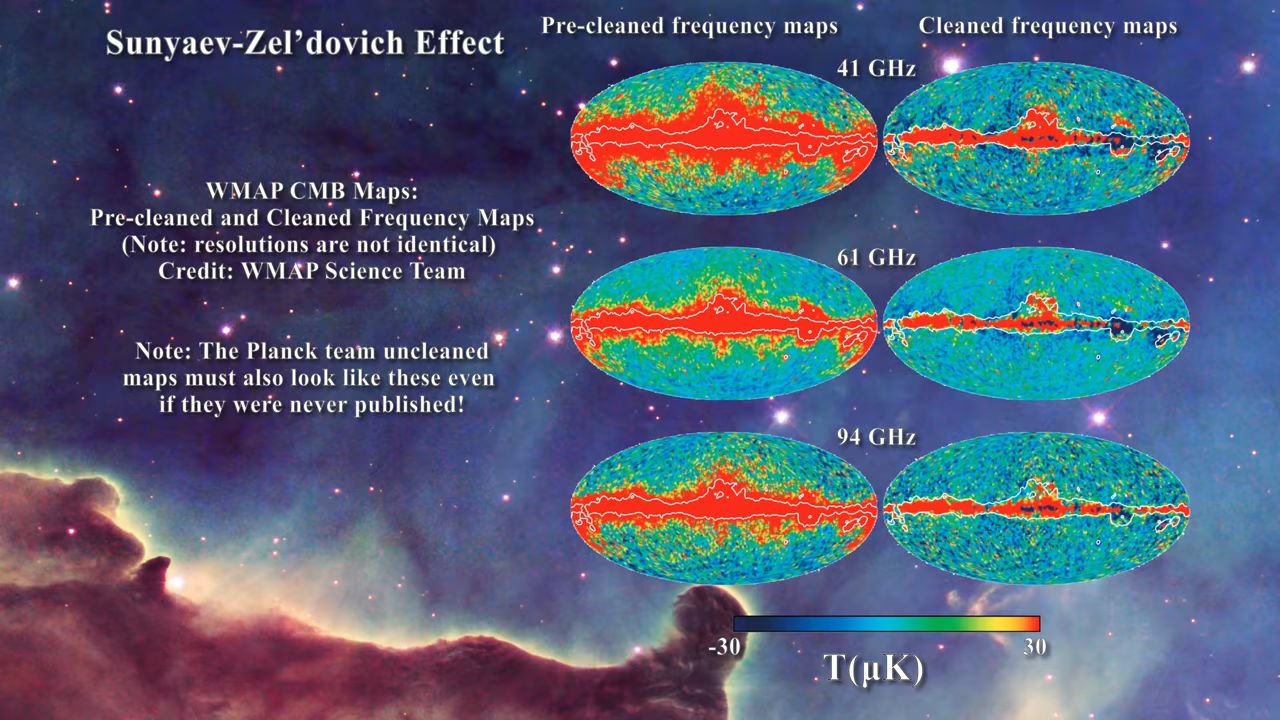 Sunyaev-Zel’dovich Effect
WMAP CMB Maps:
Pre-cleaned and Cleaned Frequency Maps
(Note: resolutions are not identical)
Credit: WMAP Science Team
Note: The Planck team uncleaned
maps must also look like these even
if they were never published!
Pre-cleaned frequency maps
Cleaned frequency maps
41 GHz
61 GHz
94 GHz
-30
30
T(μK)